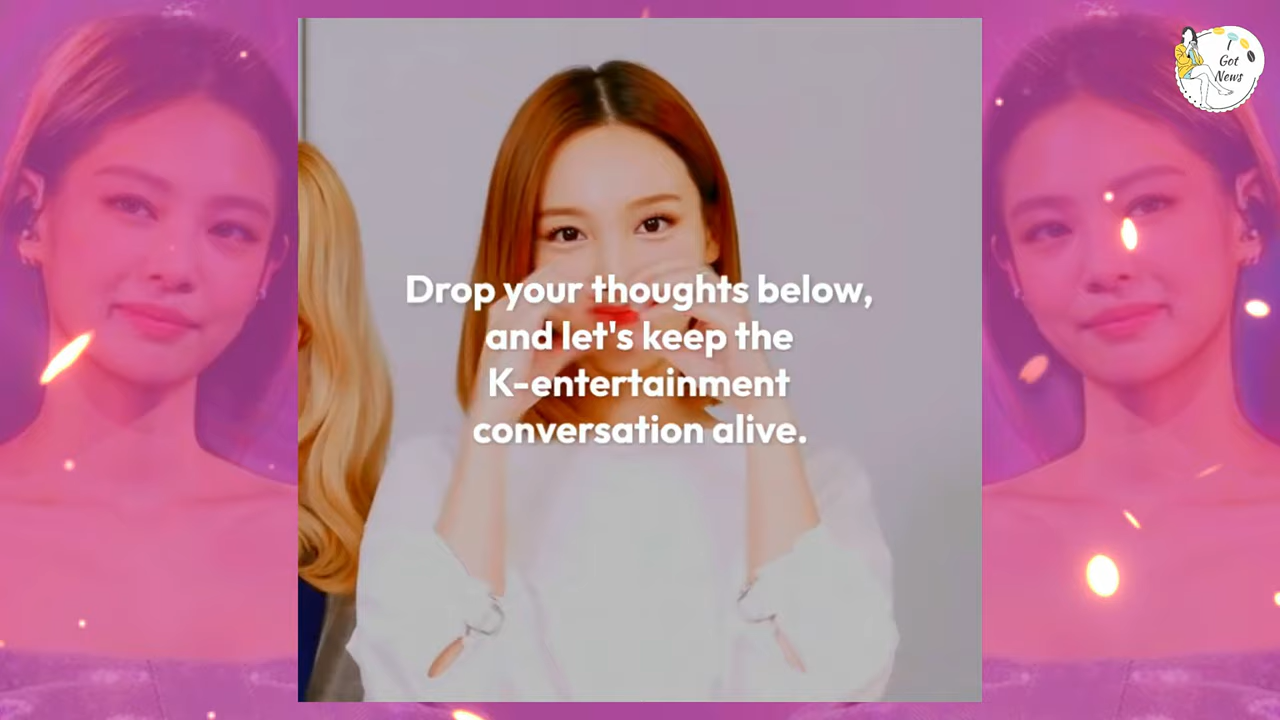 I
Got
News
Drop your thoughts below,
and let's keep the
K-entertainment
conversation alive.